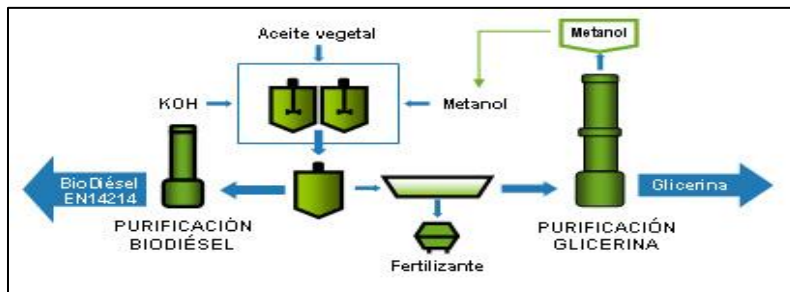 Aceite vegetal
Metanol
KOH
Metanol
BioDiésel
EN14214
Glicerina
PURIFICACIÓN
BIODIÉSEL
PURIFICACIÓN
GLICERINA
Fertilizante